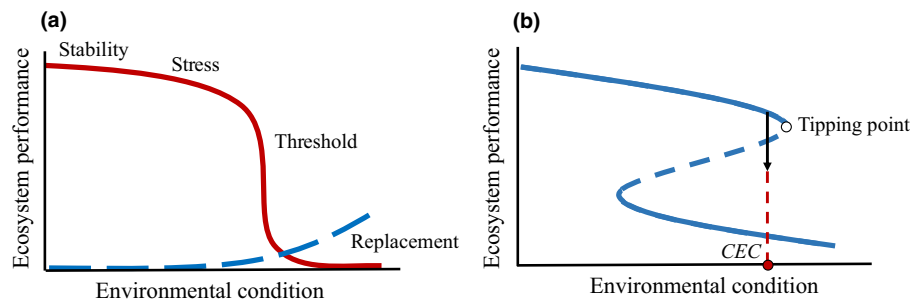 (a)
Stability
Stress
Threshold
Replacement
Ecosystem performance
Environmental condition
(b)
Tipping point
CEC
Ecosystem performance
Environmental condition